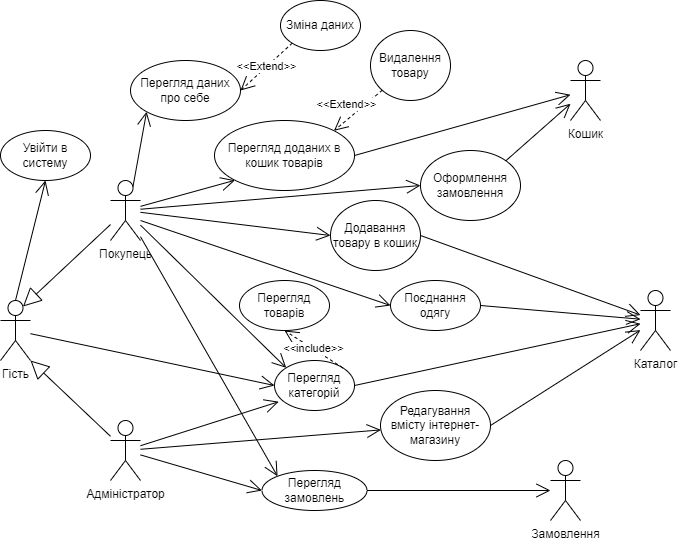 Зміна даних
<<Extend>>
Видалення
товару
Перегляд даних
про себе
<<Extend>>
Кошик
Увійти в
систему
Перегляд доданих в
кошик товарів
Оформлення
замовлення
Покупець
Додавання
товару в кошик
Перегляд
товарів
Поєднання
одягу
<<include>>
Каталог
Гість
Перегляд
категорій
Редагування
вмісту інтернет-
магазину
Адміністратор
Перегляд
замовлень
Замовлення